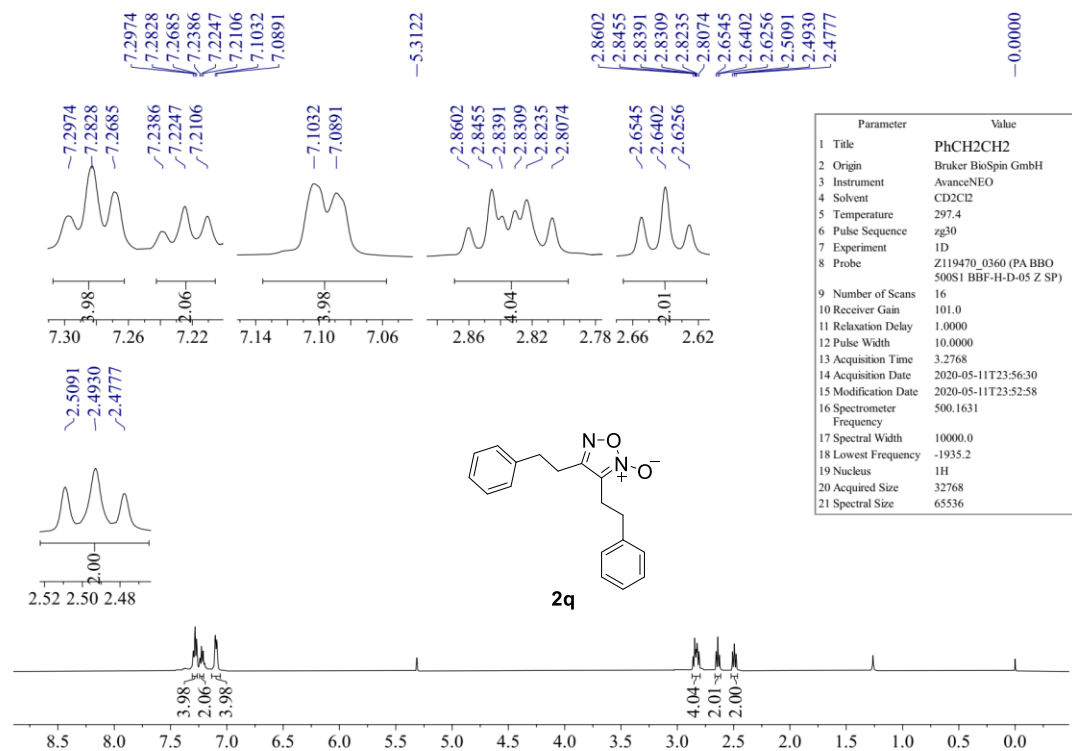 7.2974
7.2828
7.2685
7.2386
7.2247
7.2106
7.1032
7.0891
5.3122
2.8602
2.8455
2.8391
2.8309
2.8235
2.8074
2.6545
2.6402
2.6256
2.5091
2.4930
2.4777
0.0000
7.2974
7.2828
7.2685
7.2386
7.2247
7.2106
7.1032
7.0891
2.8602
2.8455
2.8391
2.8309
2.8235
2.8074
2.6545
2.6402
2.6256
3.98
2.06
3.98
4.04
2.01
7.30 7.26 7.22 7.14 7.10 7.06 2.86 2.82 2.78 2.66 2.62
Parameter Value
1 Title PhCH2CH2
2 Origin Bruker BioSpin GmbH
3 Instrument AvanceNEO
4 Solvent CD2Cl2
5 Temperature 297.4
6 Pulse Sequence zg30
7 Experiment 1D
8 Probe Z119470_0360 (PA BBO
500S1 BBF-H-D-05 Z SP)
9 Number of Scans 16
10 Receiver Gain 101.0
11 Relaxation Delay 1.0000
12 Pulse Width 10.0000
13 Acquisition Time 3.2768
14 Acquisition Date 2020-05-11T23:56:30
15 Modification Date 2020-05-11T23:52:58
16 Spectrometer 500.1631
Frequency
17 Spectral Width 10000.0
18 Lowest Frequency -1935.2
19 Nucleus 1H
20 Acquired Size 32768
21 Spectral Size 65536
2.5091
2.4930
2.4777
2.00
2.52 2.50 2.48
N O
N+ O−
2q
3.98
2.06
3.98
4.04
2.01
2.00
8.5 8.0 7.5 7.0 6.5 6.0 5.5 5.0 4.5 4.0 3.5 3.0 2.5 2.0 1.5 1.0 0.5 0.0